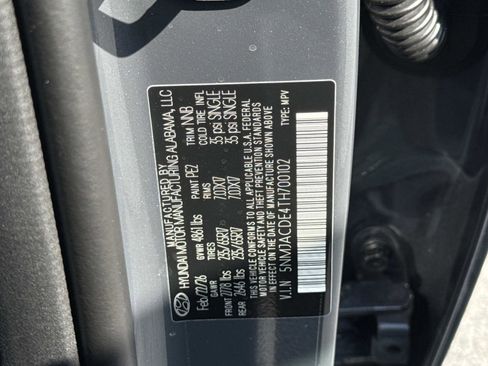 MANUFACTURED BY
HYUNDAI MOTOR MANUFACTURING ALABAMA, LLC
PAINT PE7 TRIM NNB
GVWR 4861 lbs
GAWR TIRES RIMS COLD TIRE INFL
FRONT 2778 lbs 235/65R17 7.0JX17 35 psi SINGLE
REAR 2646 lbs 235/65R17 7.0JX17 35 psi SINGLE
THIS VEHICLE CONFORMS TO ALL APPLICABLE U.S.A. FEDERAL
MOTOR VEHICLE SAFETY, BUMPER, AND THEFT PREVENTION STANDARDS
IN EFFECT ON THE DATE OF MANUFACTURE SHOWN ABOVE
V.I.N 5NMJACDE4TH700102 MPV